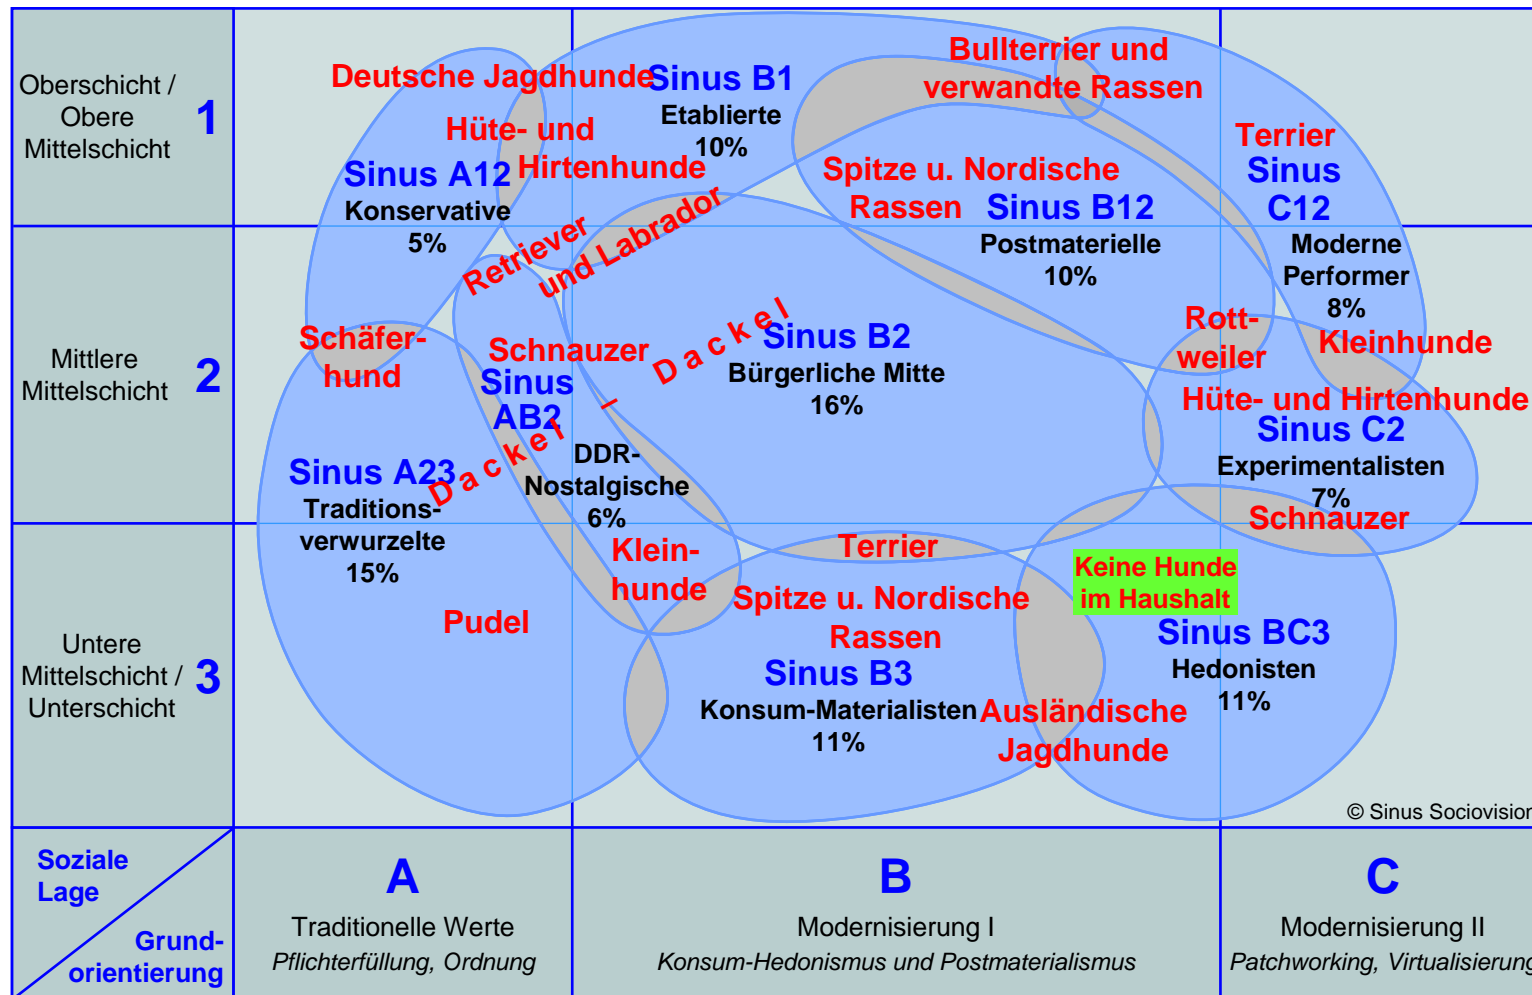 Oberschicht /
Obere
Mittelschicht
1
Deutsche Jagdhunde
Hüte- und
Hirtenhunde
Sinus B1
Etablierte
10%
Bullterrier und
verwandte Rassen
Terrier
Sinus
C12
Moderne
Performer
8%
Sinus A12
Konservative
5%
Spitze u. Nordische
Rassen
Sinus B12
Postmaterielle
10%
Retriever
und Labrador
Mittlere
Mittelschicht
2
Schäfer-
hund
Schnauzer
Sinus
AB2
DDR-
Nostalgische
6%
Dackel
Sinus B2
Bürgerliche Mitte
16%
Rott-
weiler
Kleinhunde
Hüte- und Hirtenhunde
Sinus C2
Experimentalisten
7%
Schnauzer
Sinus A23
Traditions-
verwurzelte
15%
Dackel
Untere
Mittelschicht /
Unterschicht
3
Pudel
Klein-
hunde
Terrier
Spitze u. Nordische
Rassen
Sinus B3
Konsum-Materialisten
11%
Ausländische
Jagdhunde
Keine Hunde
im Haushalt
Sinus BC3
Hedonisten
11%
© Sinus Sociovision
Soziale
Lage
Grund-
orientierung
A
Traditionelle Werte
Pflichterfüllung, Ordnung
B
Modernisierung I
Konsum-Hedonismus und Postmaterialismus
C
Modernisierung II
Patchworking, Virtualisierung